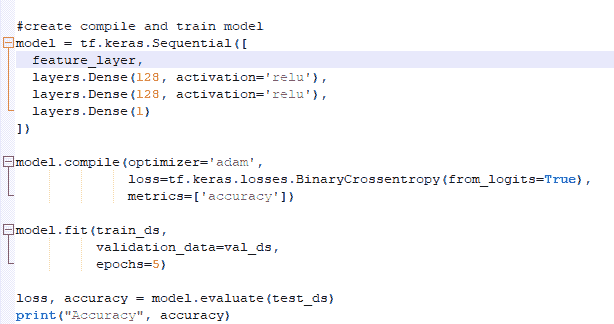 #create compile and train model
model = tf.keras.Sequential([
  feature_layer,
  layers.Dense(128, activation='relu'),
  layers.Dense(128, activation='relu'),
  layers.Dense(1)
])

model.compile(optimizer='adam',
              loss=tf.keras.losses.BinaryCrossentropy(from_logits=True),
              metrics=['accuracy'])

model.fit(train_ds,
          validation_data=val_ds,
          epochs=5)

loss, accuracy = model.evaluate(test_ds)
print("Accuracy", accuracy)